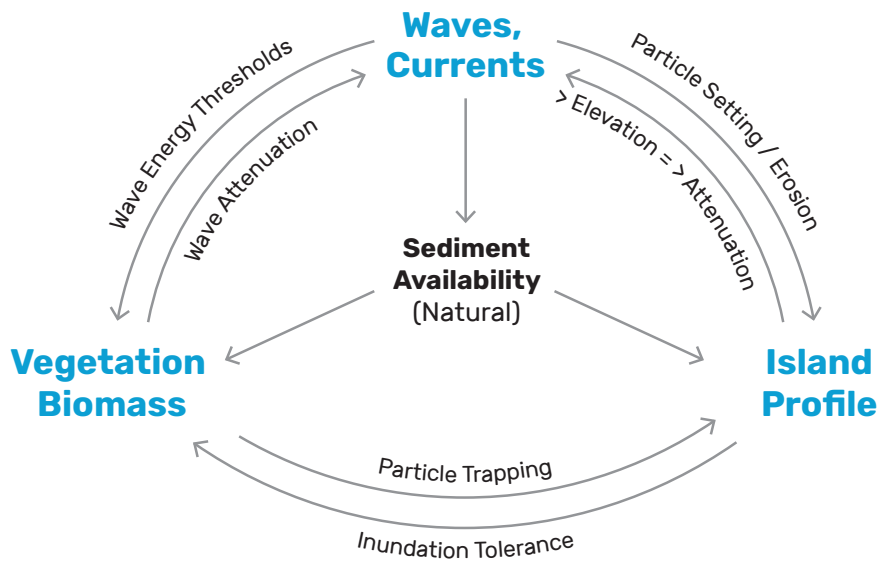 Waves,
Currents
Wave Energy Thresholds
Wave Attenuation
Particle Setting / Erosion
> Elevation = > Attenuation
Sediment
Availability
(Natural)
Vegetation
Biomass
Island
Profile
Particle Trapping
Inundation Tolerance